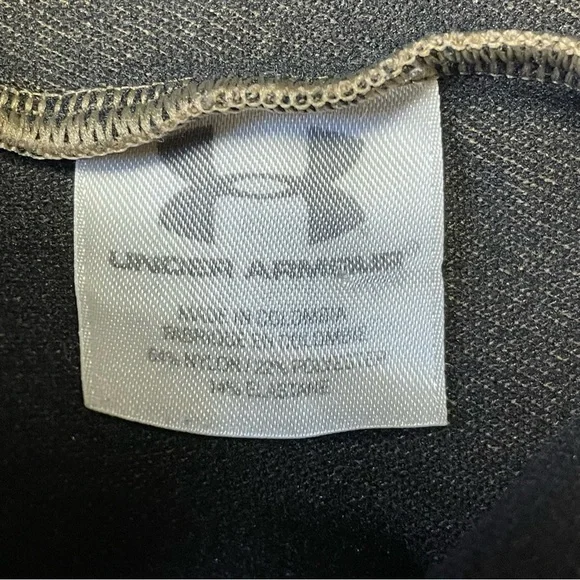 UNDER ARMOUR®
MADE IN COLOMBIA
FABRIQUE EN COLOMBIE
64% NYLON / 22% POLYESTER
14% ELASTANE